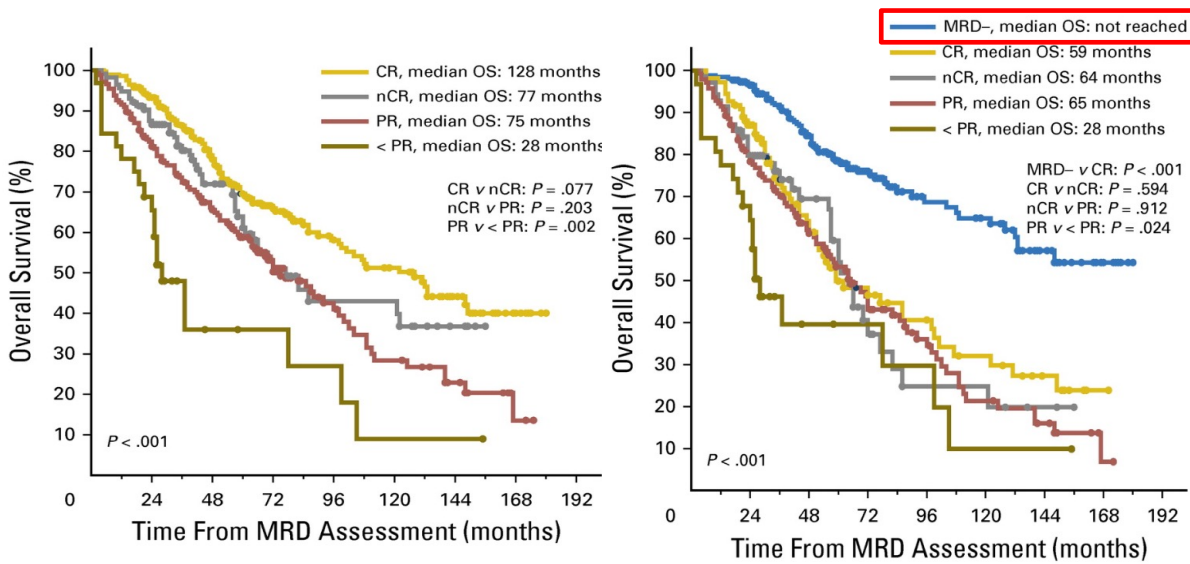 CR, median OS: 128 months
nCR, median OS: 77 months
PR, median OS: 75 months
< PR, median OS: 28 months
CR v nCR: P = .077
nCR v PR: P = .203
PR v < PR: P = .002
Overall Survival (%)
100
90
80
70
60
50
40
30
20
10
P < .001
0
24
48
72
96
120
144
168
192
Time From MRD Assessment (months)
MRD–, median OS: not reached
CR, median OS: 59 months
nCR, median OS: 64 months
PR, median OS: 65 months
< PR, median OS: 28 months
MRD– v CR: P < .001
CR v nCR: P = .594
nCR v PR: P = .912
PR v < PR: P = .024
Overall Survival (%)
100
90
80
70
60
50
40
30
20
10
P < .001
0
24
48
72
96
120
144
168
192
Time From MRD Assessment (months)